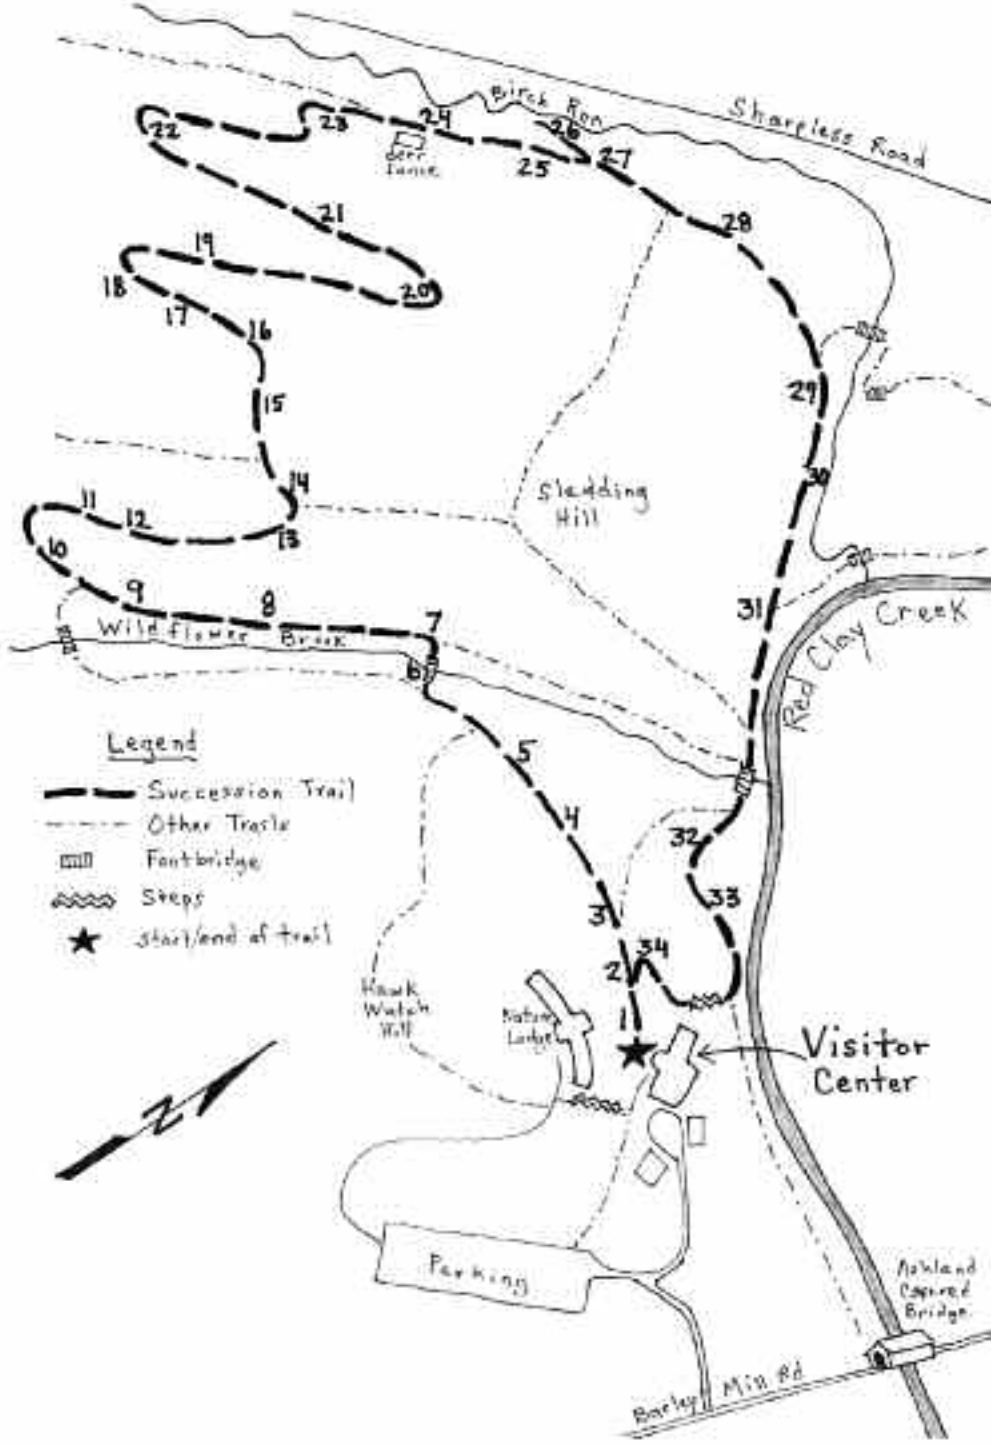 Birch Run
Sharpless Road
26
24
23
22
deer
fence
25
27
28
21
19
18
20
17
16
29
15
30
14
Sledding
Hill
11
12
13
10
9
8
7
31
Red Clay Creek
Wildflower Brook
6
Legend
Succession Trail
Other Trails
Footbridge
Steps
Start/end of trail
5
4
32
3
33
34
2
1
Hawk
Watch
Hill
Nature
Lodge
N
Visitor
Center
Parking
Ashland
Covered
Bridge
Barley Mill Rd